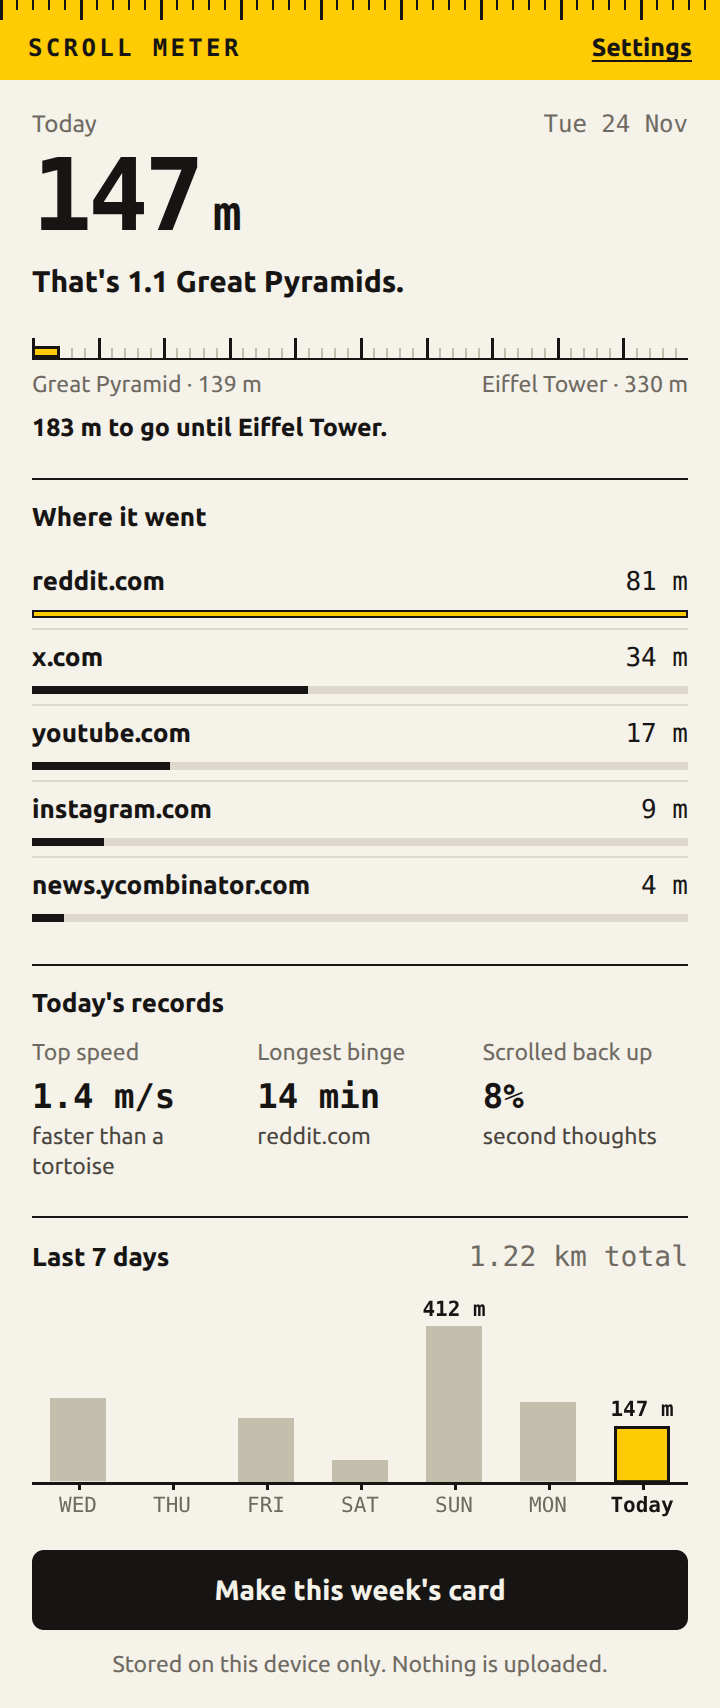 SCROLL METER Settings
Today Tue 24 Nov
147 m
That's 1.1 Great Pyramids.
Great Pyramid · 139 m Eiffel Tower · 330 m
183 m to go until Eiffel Tower.
Where it went
reddit.com 81 m
x.com 34 m
youtube.com 17 m
instagram.com 9 m
news.ycombinator.com 4 m
Today's records
Top speed Longest binge Scrolled back up
1.4 m/s 14 min 8%
faster than a reddit.com second thoughts
tortoise
Last 7 days 1.22 km total
412 m
147 m
WED THU FRI SAT SUN MON Today
Make this week's card
Stored on this device only. Nothing is uploaded.